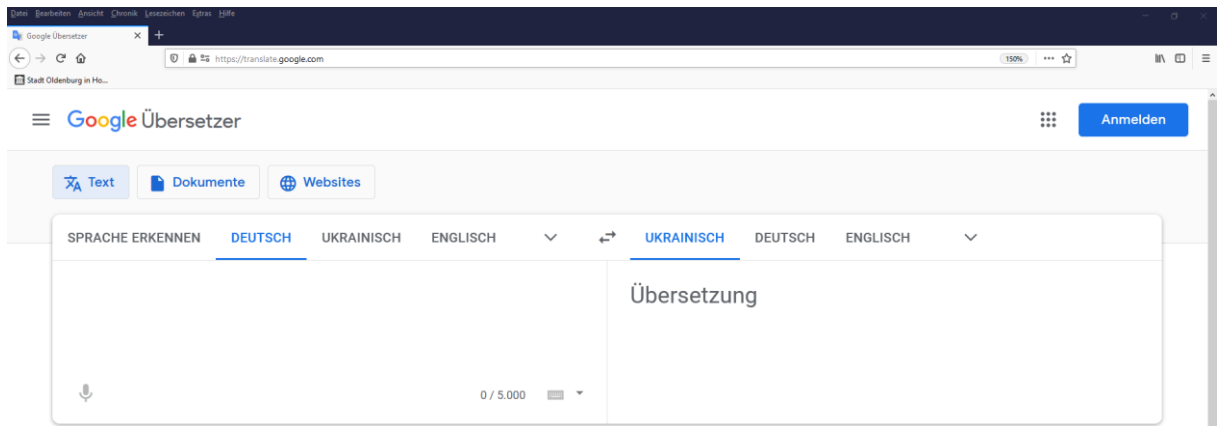 Datei Bearbeiten Ansicht Chronik Lesezeichen Extras Hilfe
Google Übersetzer
https://translate.google.com 150%
Stadt Oldenburg in Ho...
Google Übersetzer Anmelden
Text Dokumente Websites
SPRACHE ERKENNEN DEUTSCH UKRAINISCH ENGLISCH UKRAINISCH DEUTSCH ENGLISCH
Übersetzung
0 / 5.000